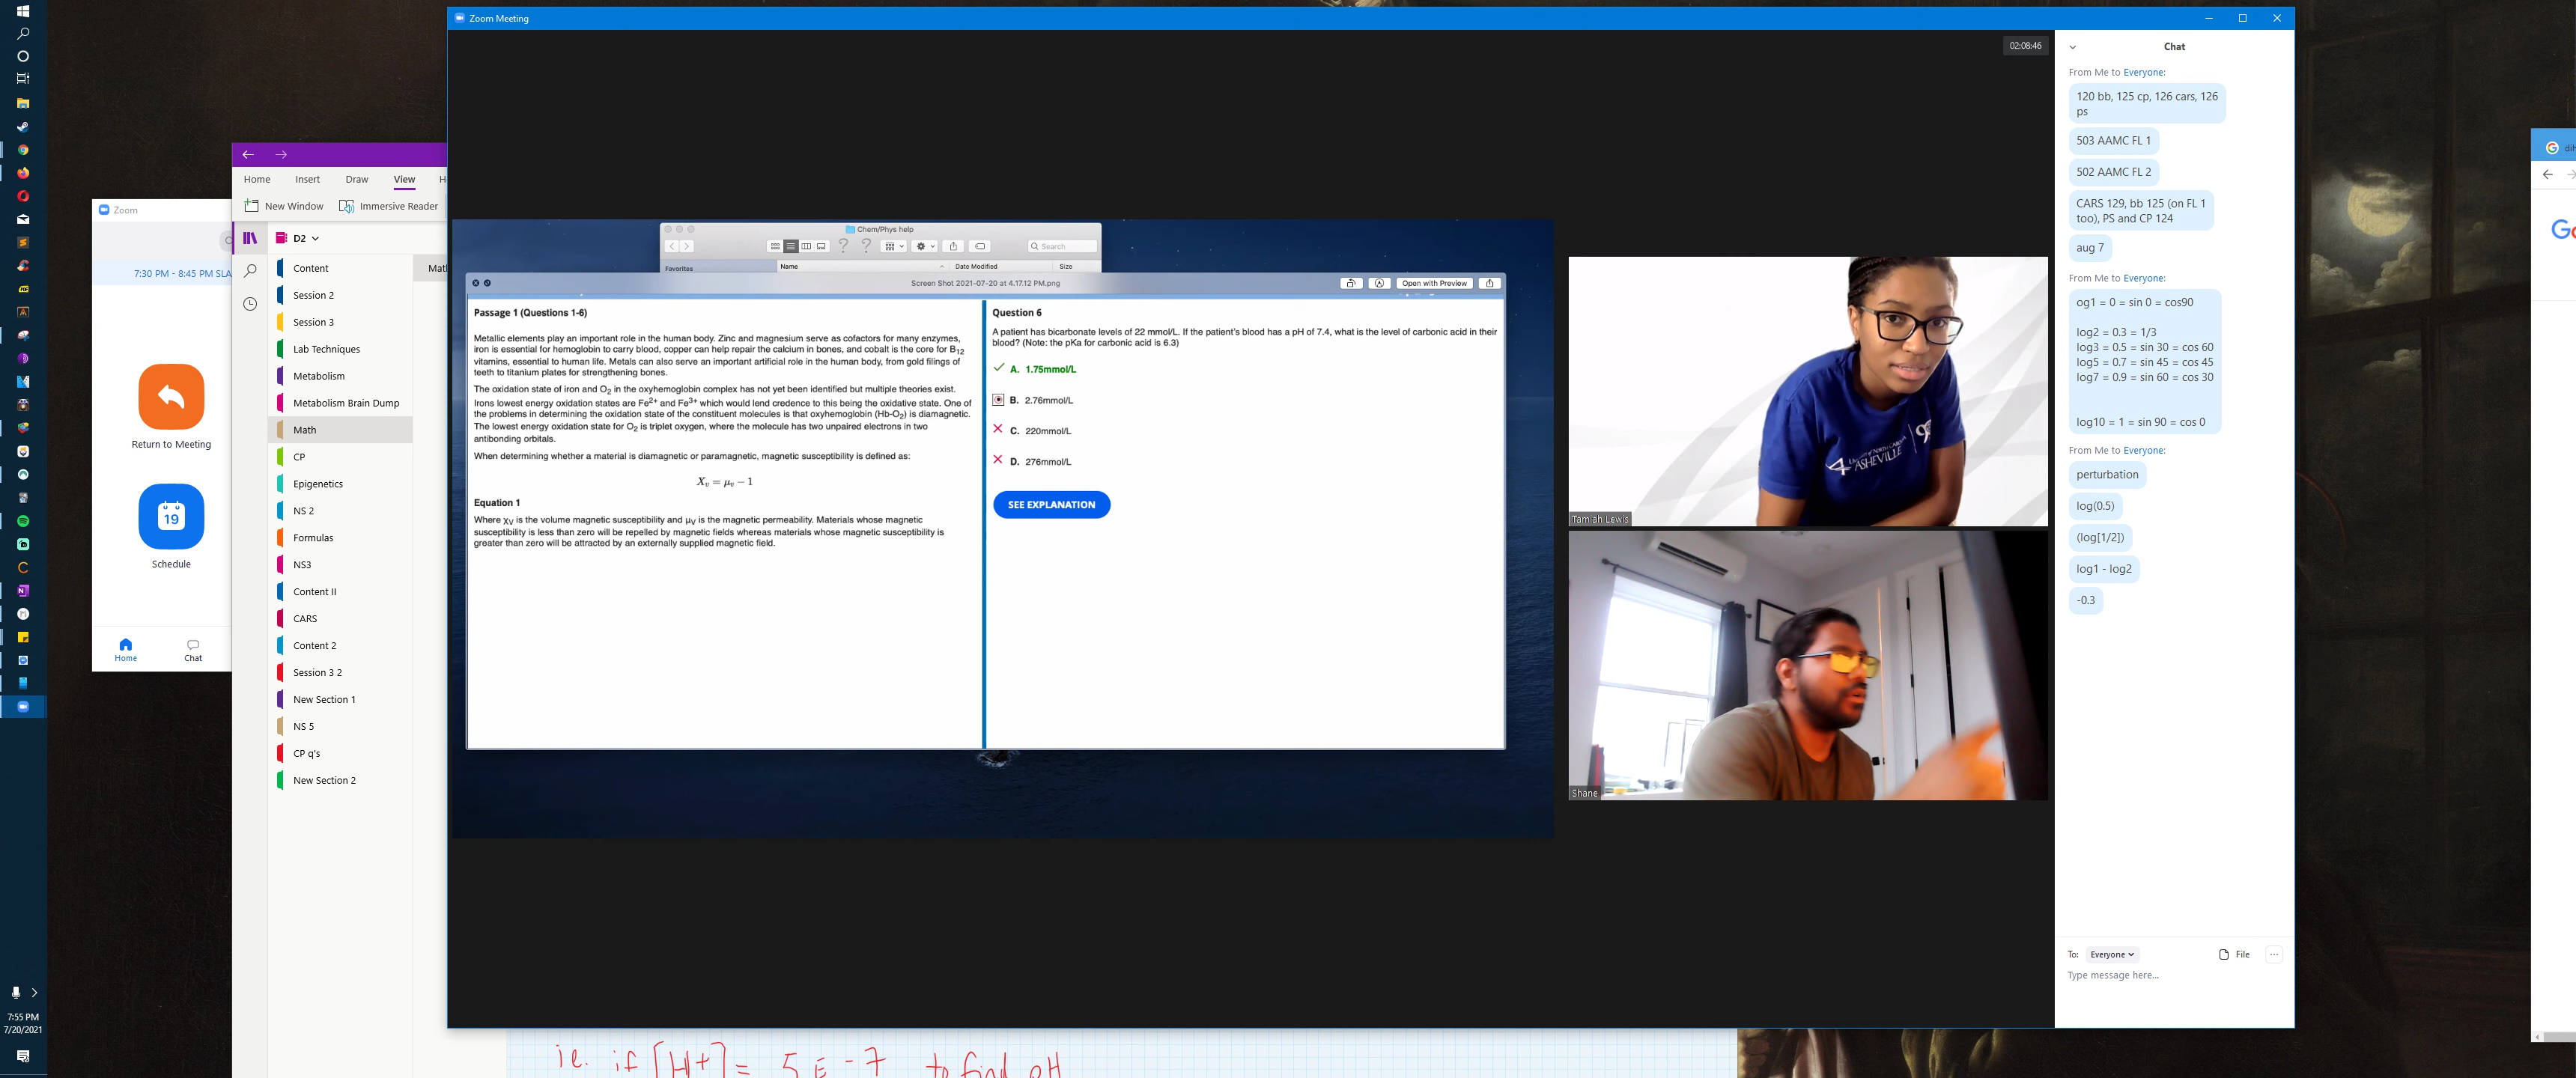 Zoom Meeting
02:08:46
Zoom
7:30 PM - 8:45 PM SLA
Return to Meeting
19
Schedule
Home
Chat
7:55 PM
7/20/2021
Home Insert Draw View H
New Window Immersive Reader
D2
Content
Session 2
Session 3
Lab Techniques
Metabolism
Metabolism Brain Dump
Math
CP
Epigenetics
NS 2
Formulas
NS3
Content II
CARS
Content 2
Session 3 2
New Section 1
NS 5
CP q's
New Section 2
Chem/Phys help
Search
Favorites
Name Date Modified Size
Screen Shot 2021-07-20 at 4.17.12 PM.png
Open with Preview
Passage 1 (Questions 1-6)
Metallic elements play an important role in the human body. Zinc and magnesium serve as cofactors for many enzymes,
iron is essential for hemoglobin to carry blood, copper can help repair the calcium in bones, and cobalt is the core for B12
vitamins, essential to human life. Metals can also serve an important artificial role in the human body, from gold filings of
teeth to titanium plates for strengthening bones.
The oxidation state of iron and O2 in the oxyhemoglobin complex has not yet been identified but multiple theories exist.
Irons lowest energy oxidation states are Fe2+ and Fe3+ which would lend credence to this being the oxidative state. One of
the problems in determining the oxidation state of the constituent molecules is that oxyhemoglobin (Hb-O2) is diamagnetic.
The lowest energy oxidation state for O2 is triplet oxygen, where the molecule has two unpaired electrons in two
antibonding orbitals.
When determining whether a material is diamagnetic or paramagnetic, magnetic susceptibility is defined as:
Xv = μv − 1
Equation 1
Where χv is the volume magnetic susceptibility and μv is the magnetic permeability. Materials whose magnetic
susceptibility is less than zero will be repelled by magnetic fields whereas materials whose magnetic susceptibility is
greater than zero will be attracted by an externally supplied magnetic field.
Question 6
A patient has bicarbonate levels of 22 mmol/L. If the patient's blood has a pH of 7.4, what is the level of carbonic acid in their
blood? (Note: the pKa for carbonic acid is 6.3)
A. 1.75mmol/L
B. 2.76mmol/L
C. 220mmol/L
D. 276mmol/L
SEE EXPLANATION
UNIVERSITY OF NORTH CAROLINA
ASHEVILLE
Tamiah Lewis
Shane
Chat
From Me to Everyone:
120 bb, 125 cp, 126 cars, 126
ps
503 AAMC FL 1
502 AAMC FL 2
CARS 129, bb 125 (on FL 1
too), PS and CP 124
aug 7
From Me to Everyone:
og1 = 0 = sin 0 = cos90
log2 = 0.3 = 1/3
log3 = 0.5 = sin 30 = cos 60
log5 = 0.7 = sin 45 = cos 45
log7 = 0.9 = sin 60 = cos 30
log10 = 1 = sin 90 = cos 0
From Me to Everyone:
perturbation
log(0.5)
(log[1/2])
log1 - log2
-0.3
To: Everyone File
Type message here...
ie. if [H+] = 5 E -7 to find pH